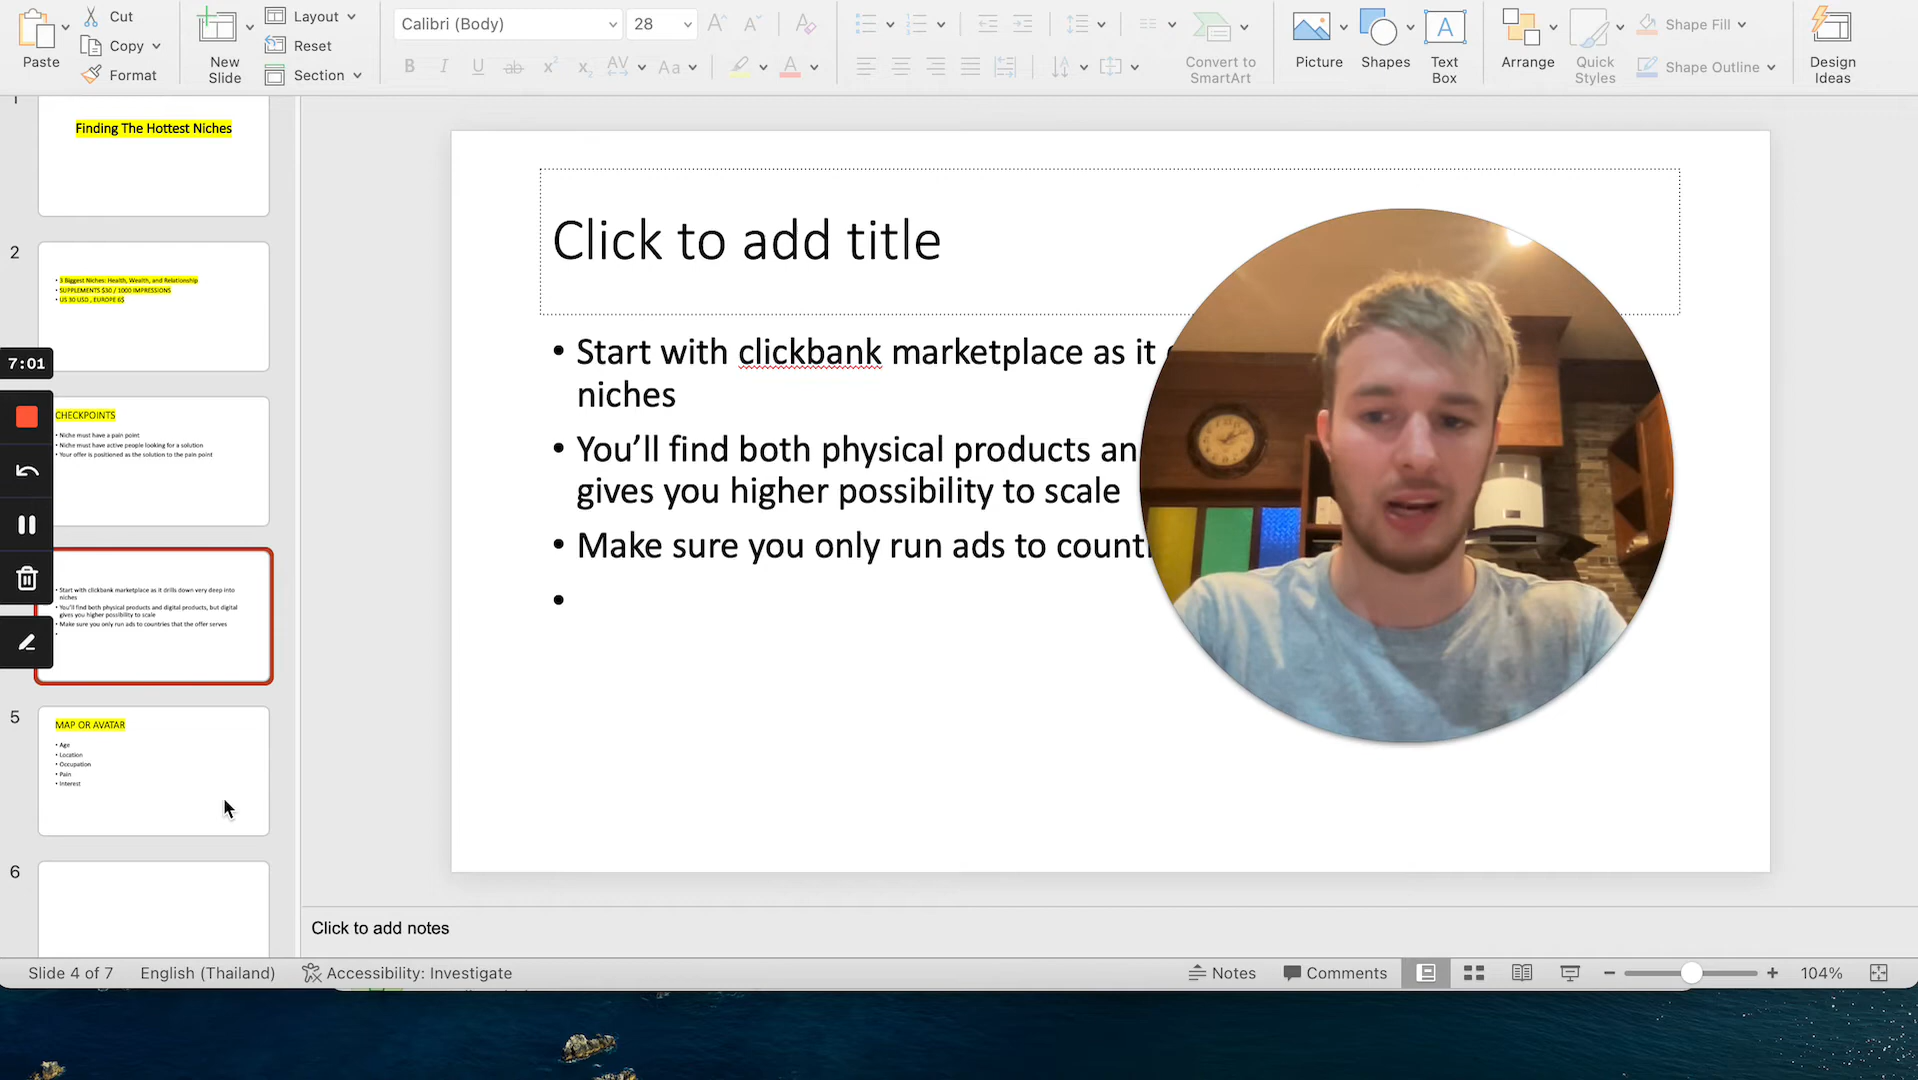 Cut
Copy
Paste
Format
New
Slide
Layout
Reset
Section
Calibri (Body)
28
Convert to
SmartArt
Picture
Shapes
Text
Box
Arrange
Quick
Styles
Shape Fill
Shape Outline
Design
Ideas
1
Finding The Hottest Niches
2
• 3 Biggest Niches: Health, Wealth, and Relationship
• SUPPLEMENTS $30 / 1000 IMPRESSIONS
• US 30 USD , EUROPE 6$
7:01
CHECKPOINTS
• Niche must have a pain point
• Niche must have active people looking for a solution
• Your offer is positioned as the solution to the pain point
• Start with clickbank marketplace as it drills down very deep into
niches
• You'll find both physical products and digital products, but digital
gives you higher possibility to scale
• Make sure you only run ads to countries that the offer serves
•
5
MAP OR AVATAR
• Age
• Location
• Occupation
• Pain
• Interest
6
Click to add title
• Start with clickbank marketplace as it
niches
• You'll find both physical products an
gives you higher possibility to scale
• Make sure you only run ads to count
•
Click to add notes
Slide 4 of 7
English (Thailand)
Accessibility: Investigate
Notes
Comments
104%